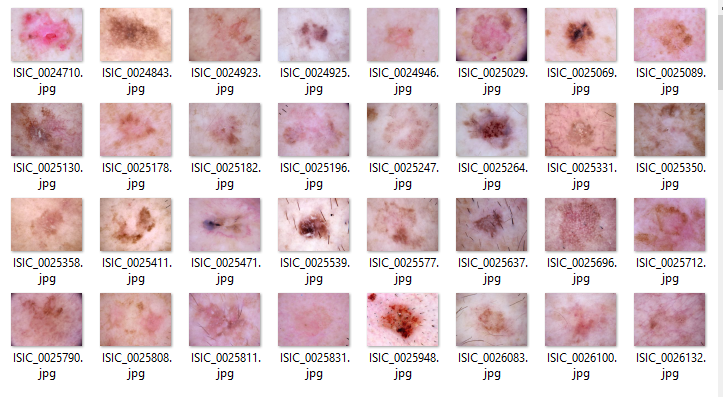 ISIC_0024710. ISIC_0024843. ISIC_0024923. ISIC_0024925. ISIC_0024946. ISIC_0025029. ISIC_0025069. ISIC_0025089.
jpg jpg jpg jpg jpg jpg jpg jpg
ISIC_0025130. ISIC_0025178. ISIC_0025182. ISIC_0025196. ISIC_0025247. ISIC_0025264. ISIC_0025331. ISIC_0025350.
jpg jpg jpg jpg jpg jpg jpg jpg
ISIC_0025358. ISIC_0025411. ISIC_0025471. ISIC_0025539. ISIC_0025577. ISIC_0025637. ISIC_0025696. ISIC_0025712.
jpg jpg jpg jpg jpg jpg jpg jpg
ISIC_0025790. ISIC_0025808. ISIC_0025811. ISIC_0025831. ISIC_0025948. ISIC_0026083. ISIC_0026100. ISIC_0026132.
jpg jpg jpg jpg jpg jpg jpg jpg